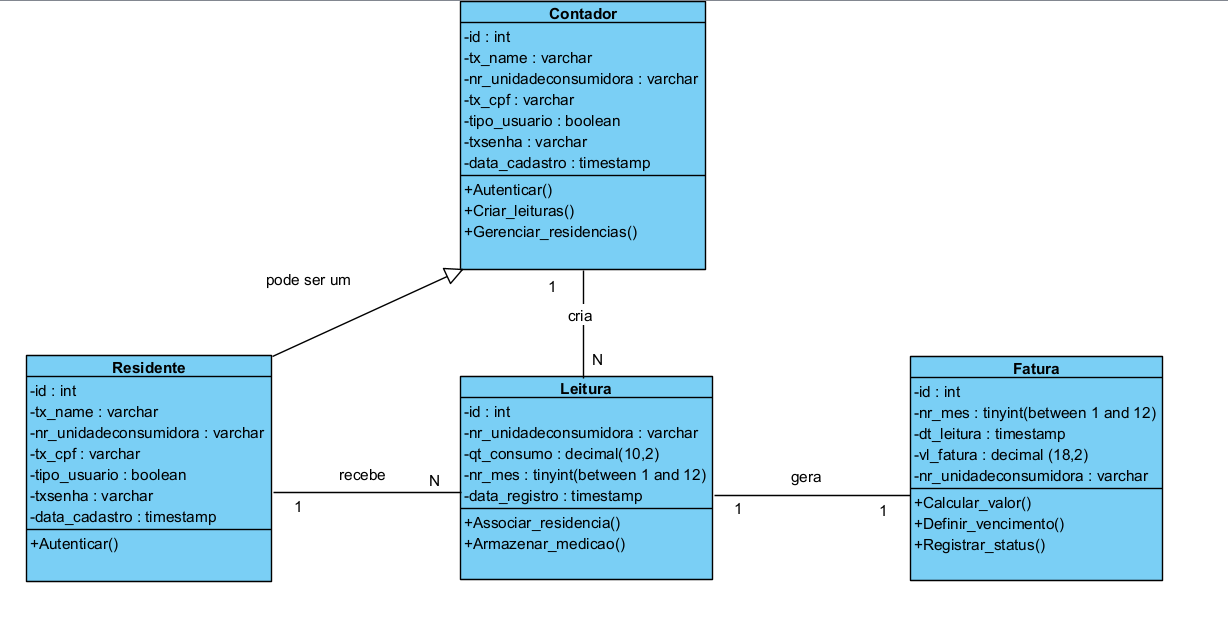 Contador
-id : int
-tx_name : varchar
-nr_unidadeconsumidora : varchar
-tx_cpf : varchar
-tipo_usuario : boolean
-txsenha : varchar
-data_cadastro : timestamp
+Autenticar()
+Criar_leituras()
+Gerenciar_residencias()
pode ser um
1
cria
N
Residente
-id : int
-tx_name : varchar
-nr_unidadeconsumidora : varchar
-tx_cpf : varchar
-tipo_usuario : boolean
-txsenha : varchar
-data_cadastro : timestamp
+Autenticar()
recebe
1
N
Leitura
-id : int
-nr_unidadeconsumidora : varchar
-qt_consumo : decimal(10,2)
-nr_mes : tinyint(between 1 and 12)
-data_registro : timestamp
+Associar_residencia()
+Armazenar_medicao()
gera
1
1
Fatura
-id : int
-nr_mes : tinyint(between 1 and 12)
-dt_leitura : timestamp
-vl_fatura : decimal (18,2)
-nr_unidadeconsumidora : varchar
+Calcular_valor()
+Definir_vencimento()
+Registrar_status()